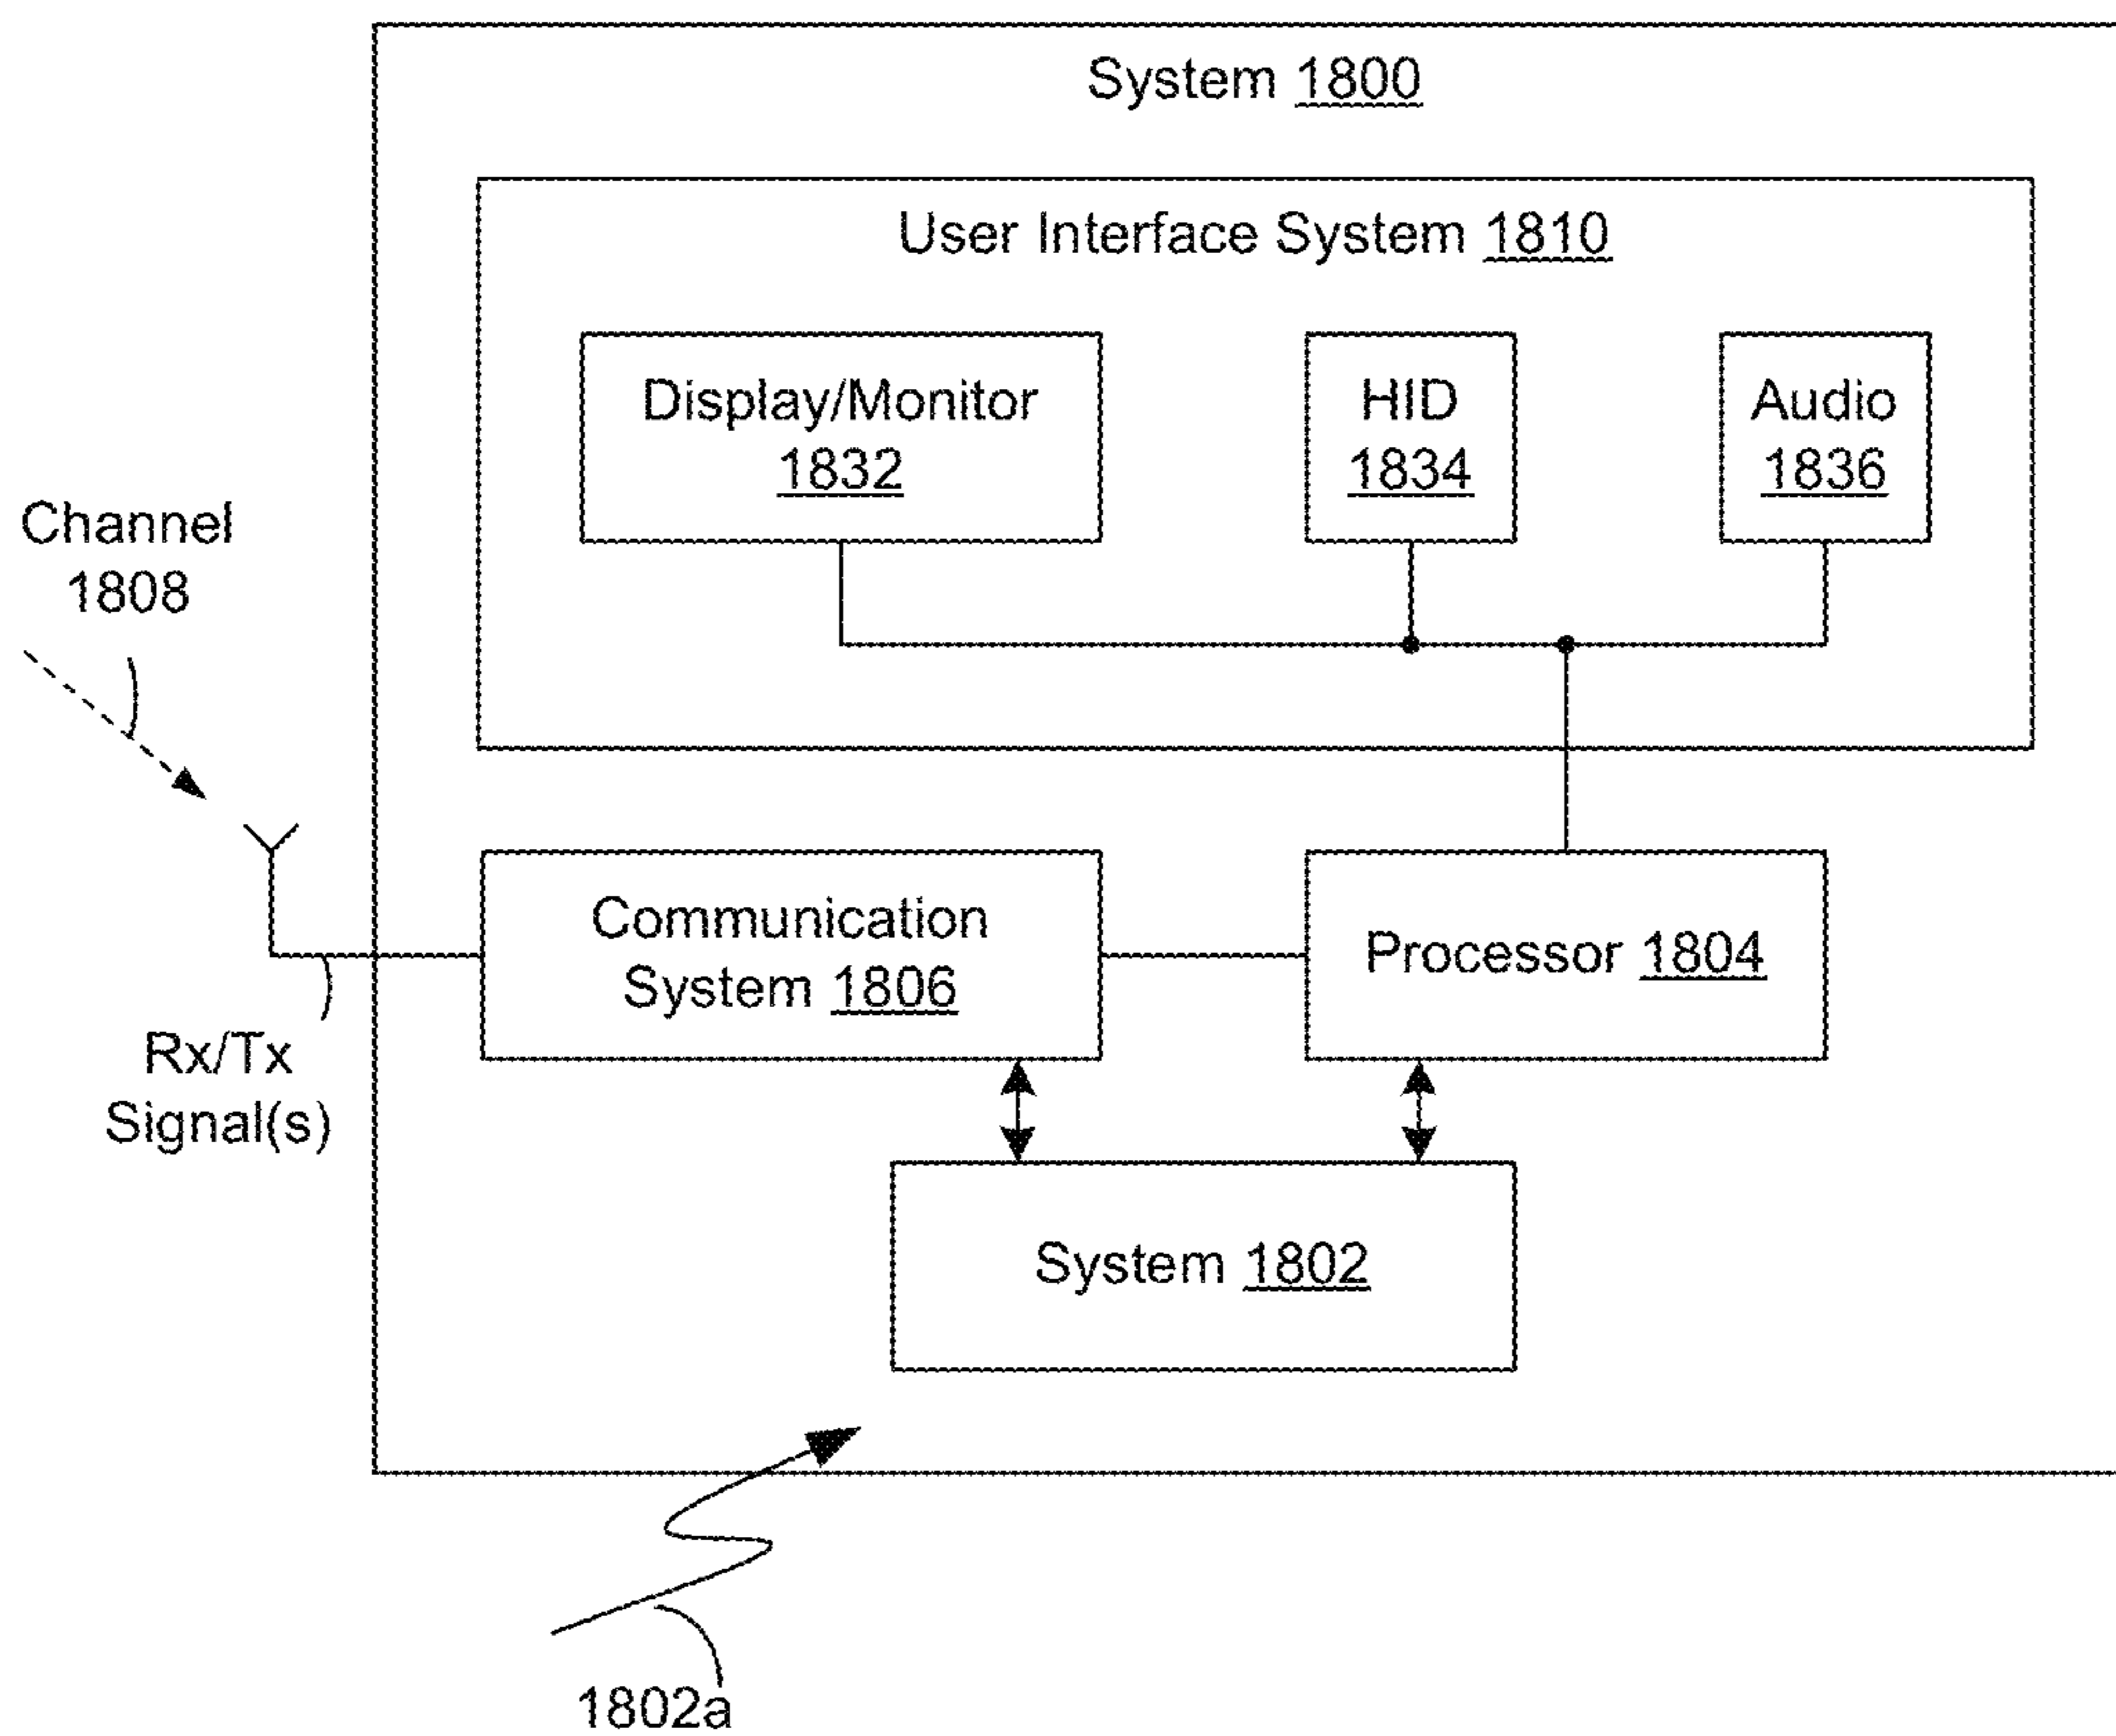 System 1800
User Interface System 1810
Display/Monitor
1832
HID
1834
Audio
1836
Channel
1808
Communication
System 1806
Processor 1804
Rx/Tx
Signal(s)
System 1802
1802a